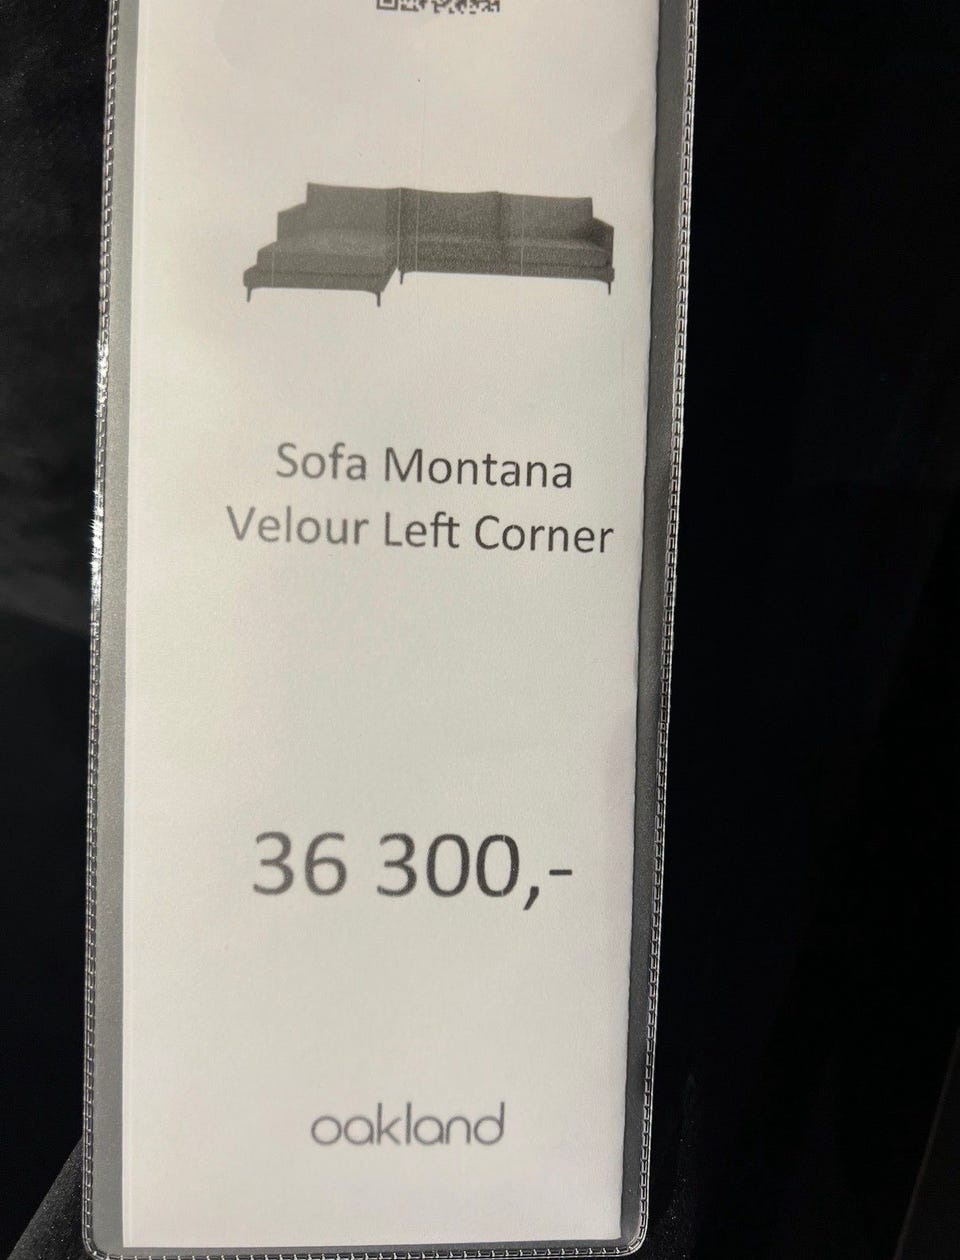 Sofa Montana
Velour Left Corner
36 300,-
oakland